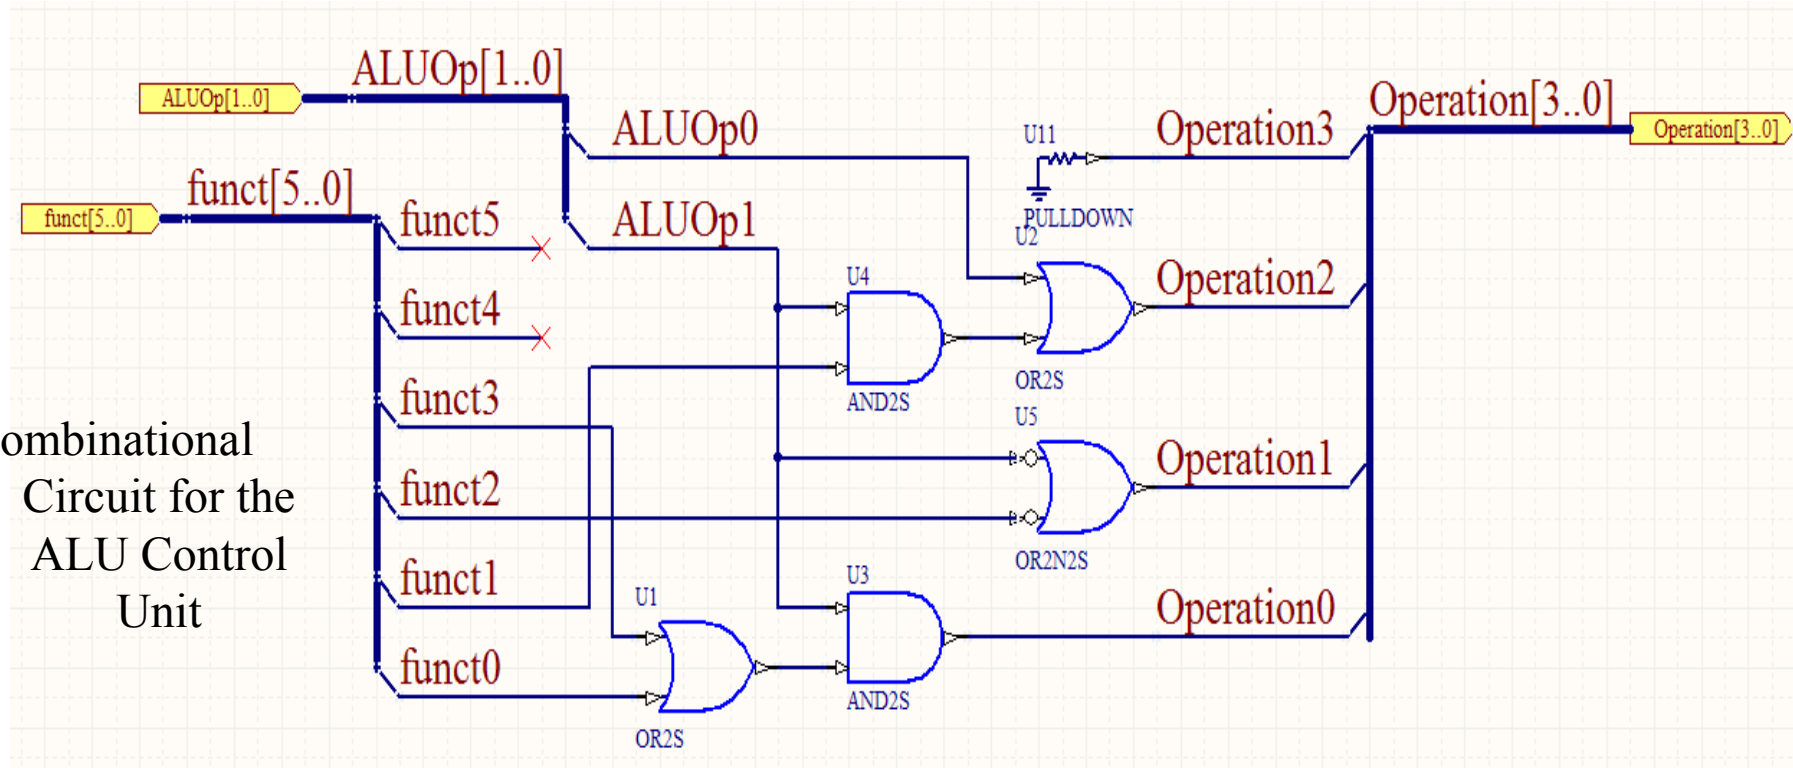 ALUOp[1..0]
ALUOp[1..0]
ALUOp0
ALUOp1
funct[5..0]
funct[5..0]
funct5
funct4
funct3
funct2
funct1
funct0
ombinational
Circuit for the
ALU Control
Unit
U1
OR2S
U4
AND2S
U3
AND2S
U11
PULLDOWN
U2
OR2S
U5
OR2N2S
Operation3
Operation2
Operation1
Operation0
Operation[3..0]
Operation[3..0]